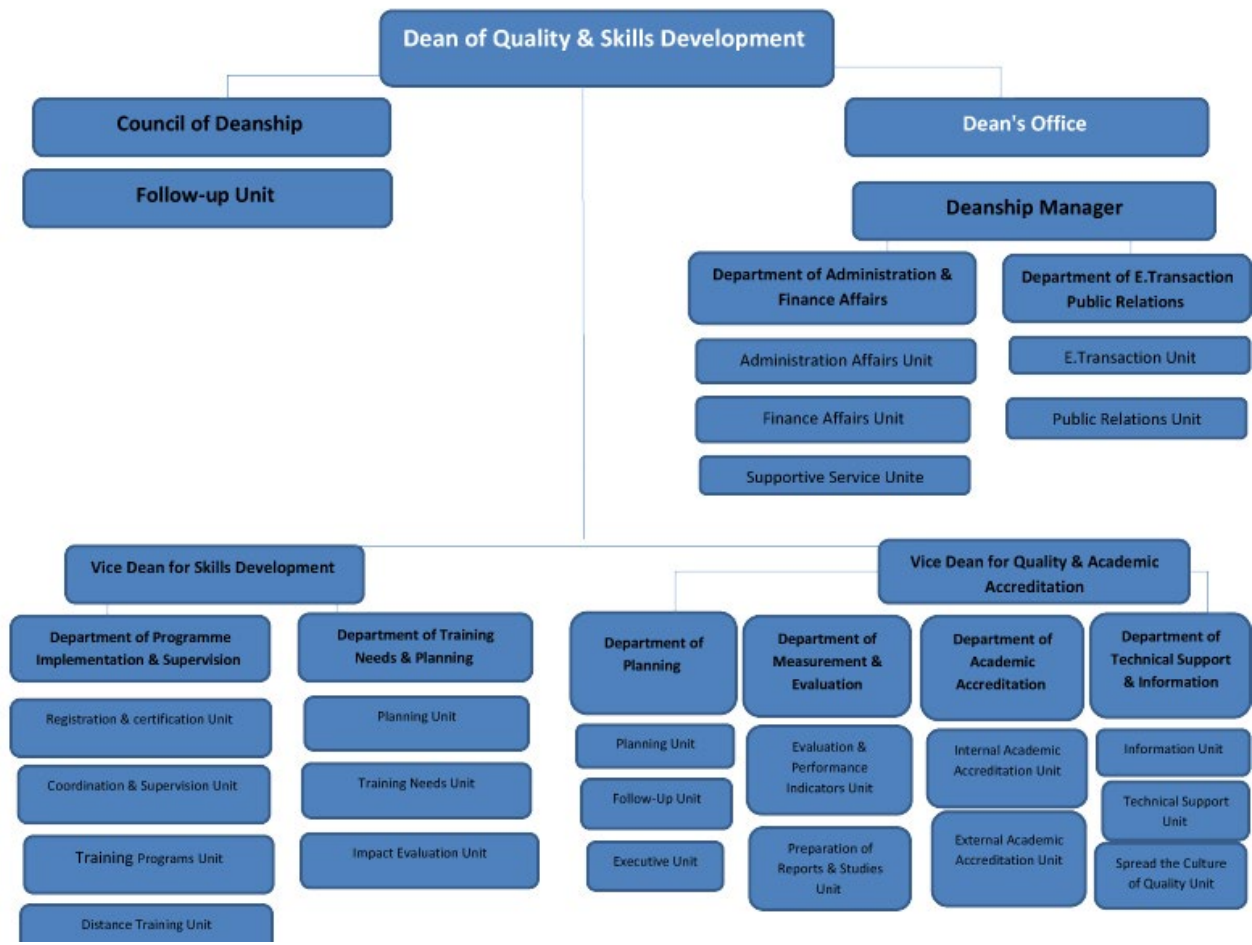 Dean of Quality & Skills Development
Council of Deanship
Dean's Office
Follow-up Unit
Deanship Manager
Department of Administration &
Finance Affairs
Department of E.Transaction
Public Relations
Administration Affairs Unit
E.Transaction Unit
Finance Affairs Unit
Public Relations Unit
Supportive Service Unite
Vice Dean for Skills Development
Vice Dean for Quality & Academic
Accreditation
Department of Programme
Implementation & Supervision
Department of Training
Needs & Planning
Department of
Planning
Department of
Measurement &
Evaluation
Department of
Academic
Accreditation
Department of
Technical Support
& Information
Registration & certification Unit
Coordination & Supervision Unit
Training Programs Unit
Distance Training Unit
Planning Unit
Training Needs Unit
Impact Evaluation Unit
Planning Unit
Follow-Up Unit
Executive Unit
Evaluation &
Performance
Indicators Unit
Preparation of
Reports & Studies
Unit
Internal Academic
Accreditation Unit
External Academic
Accreditation Unit
Information Unit
Technical Support
Unit
Spread the Culture
of Quality Unit